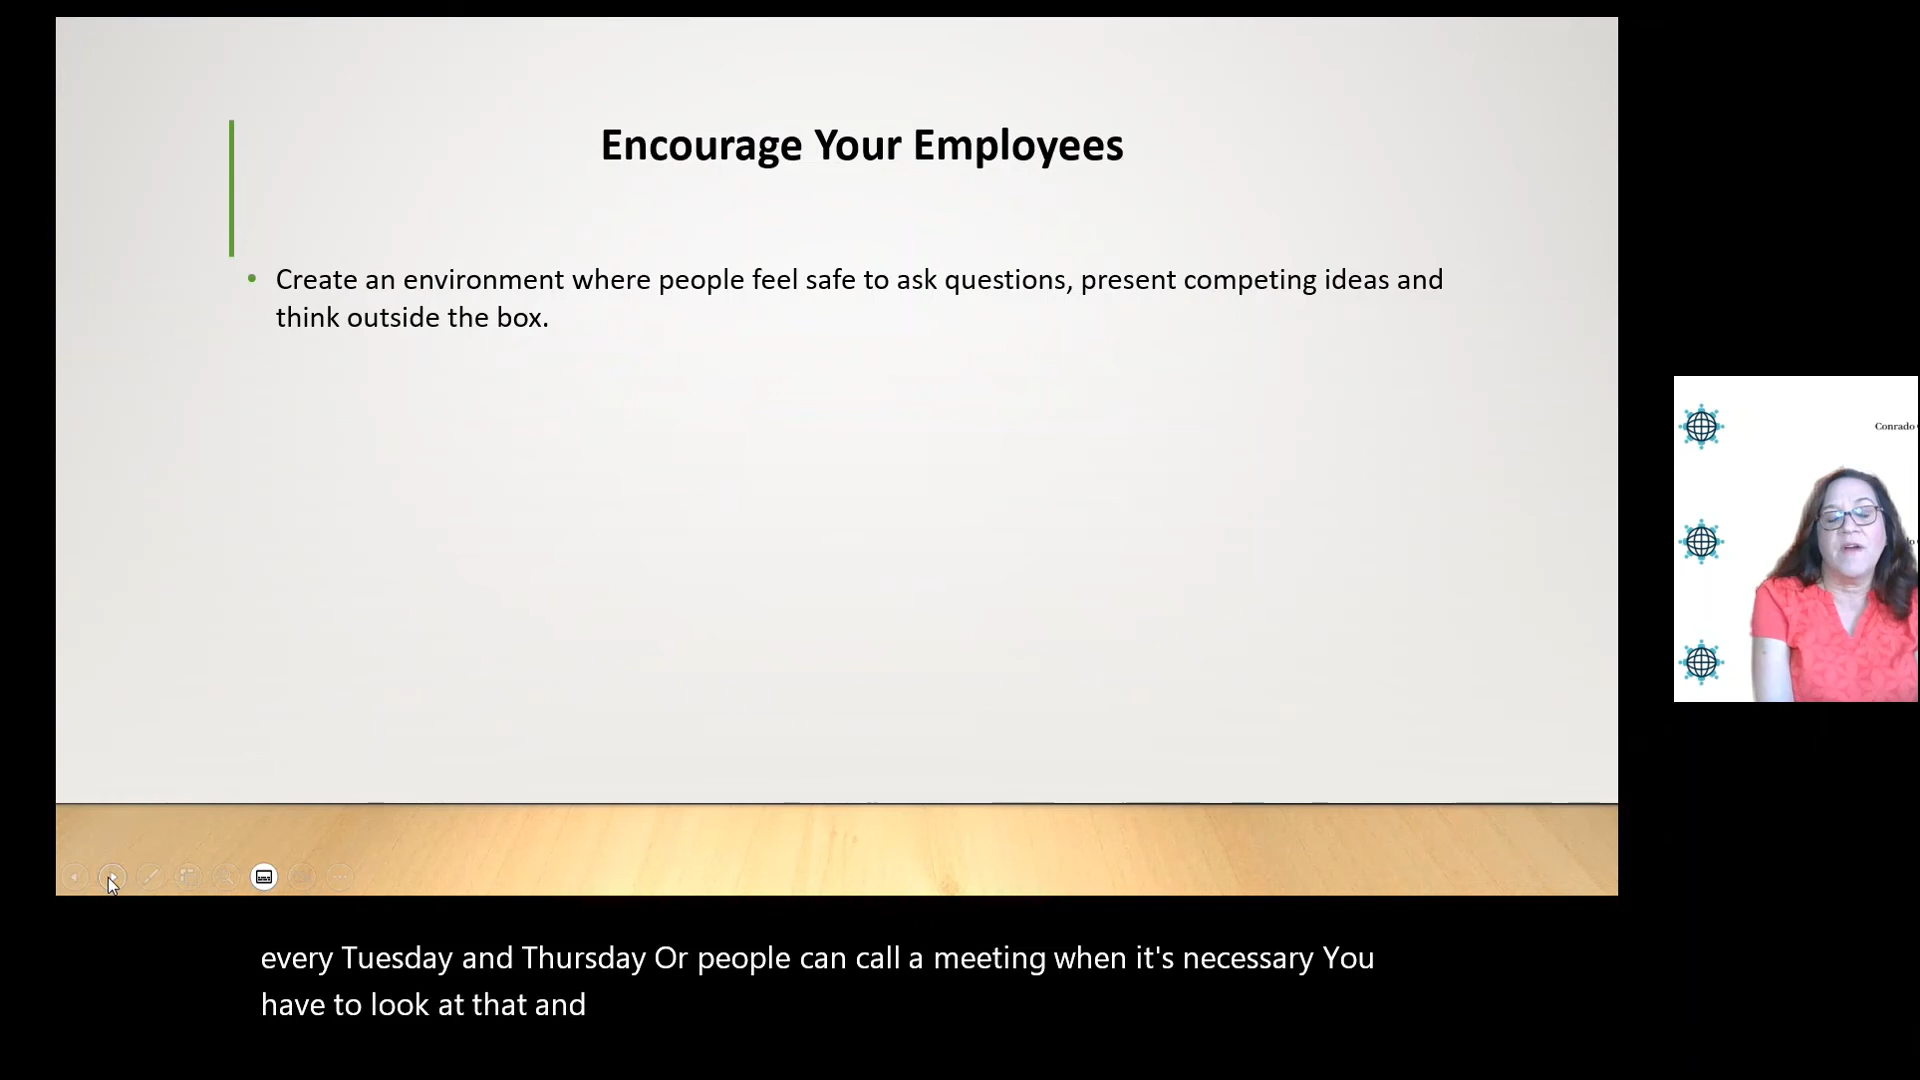 Encourage Your Employees
• Create an environment where people feel safe to ask questions, present competing ideas and
think outside the box.
Conrado
every Tuesday and Thursday Or people can call a meeting when it's necessary You
have to look at that and